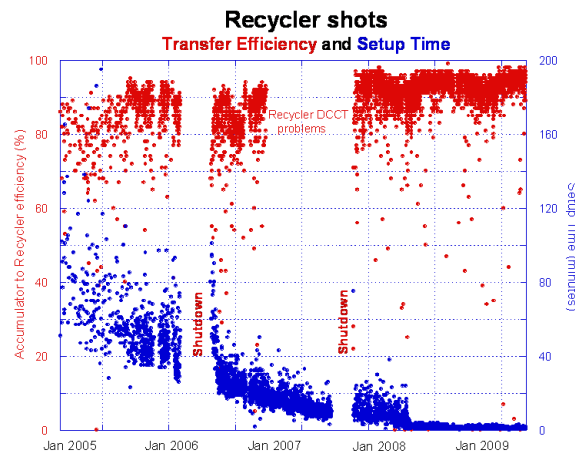 Recycler shots
Transfer Efficiency and Setup Time
100
80
60
40
20
0
Accumulator to Recycler efficiency (%)
200
160
120
80
40
0
Setup Time (minutes)
Recycler DCCT
problems
Shutdown
Shutdown
Jan 2005
Jan 2006
Jan 2007
Jan 2008
Jan 2009